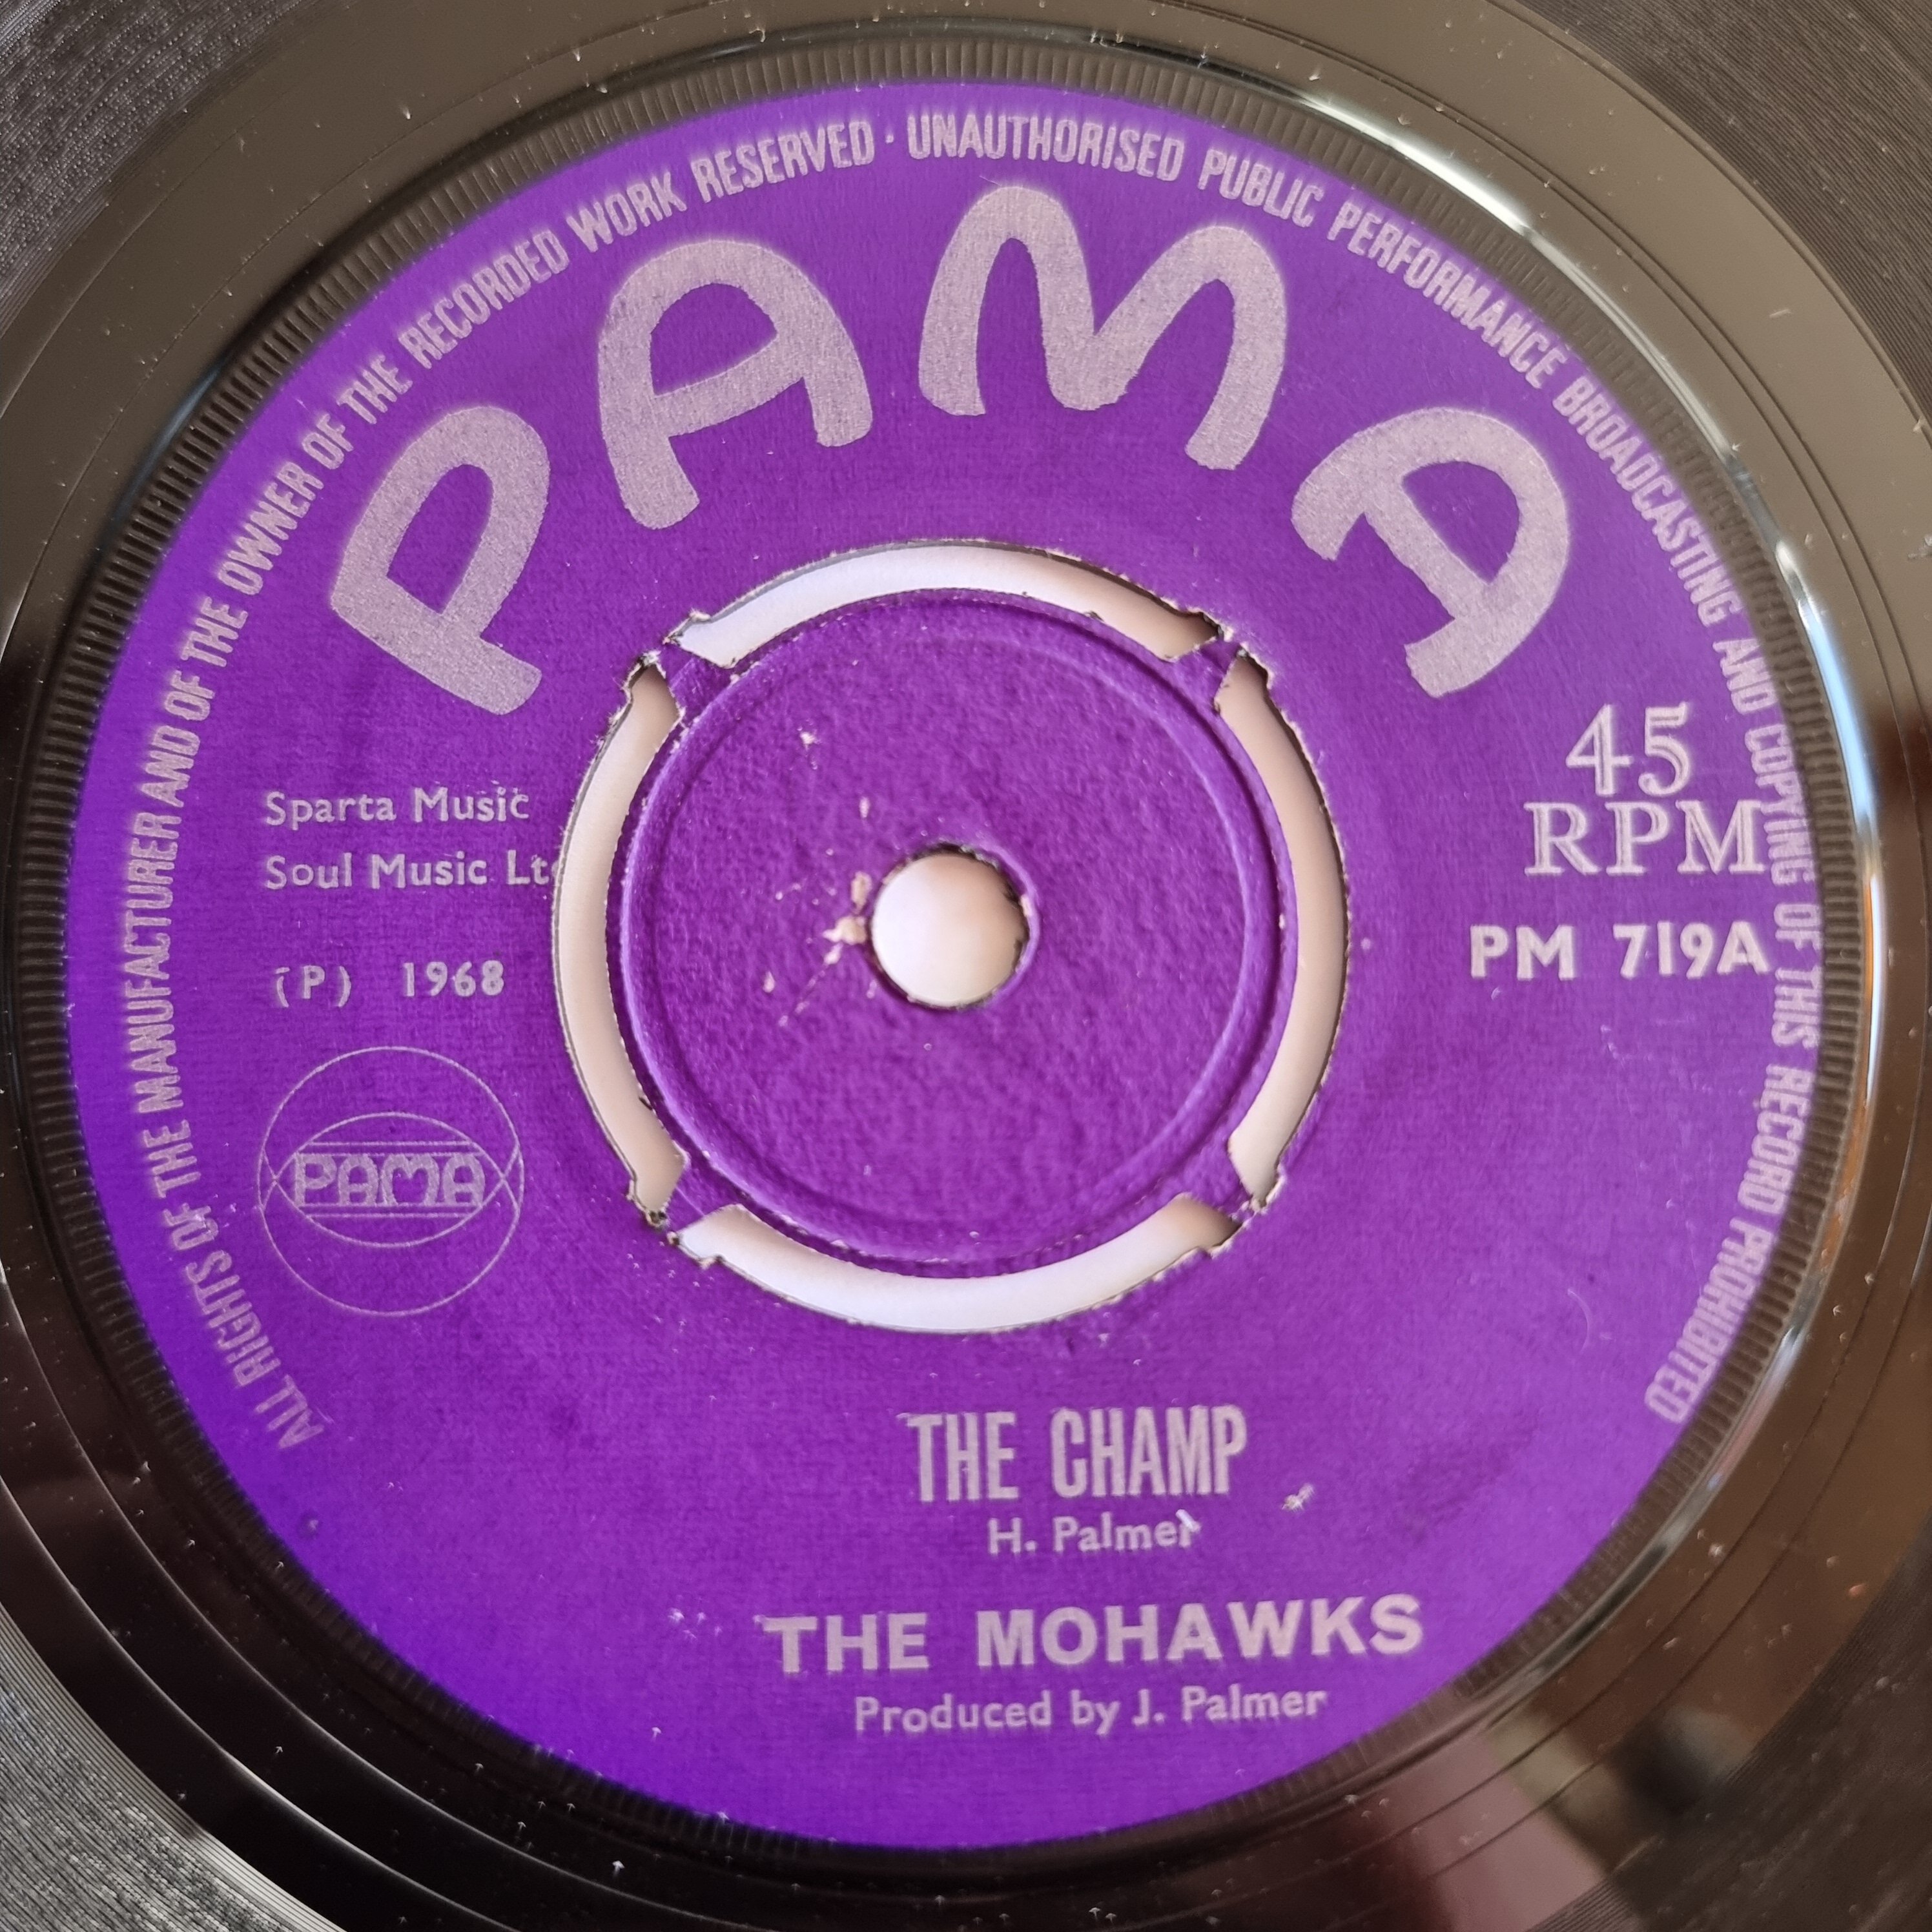 ALL RIGHTS OF THE MANUFACTURER AND OF THE OWNER OF THE RECORDED WORK RESERVED · UNAUTHORISED PUBLIC PERFORMANCE BROADCASTING AND COPYING OF THIS RECORD PROHIBITED
PAMA
45
RPM
PM 719A
Sparta Music
Soul Music Lt
(P) 1968
PAMA
THE CHAMP
H. Palmer
THE MOHAWKS
Produced by J. Palmer